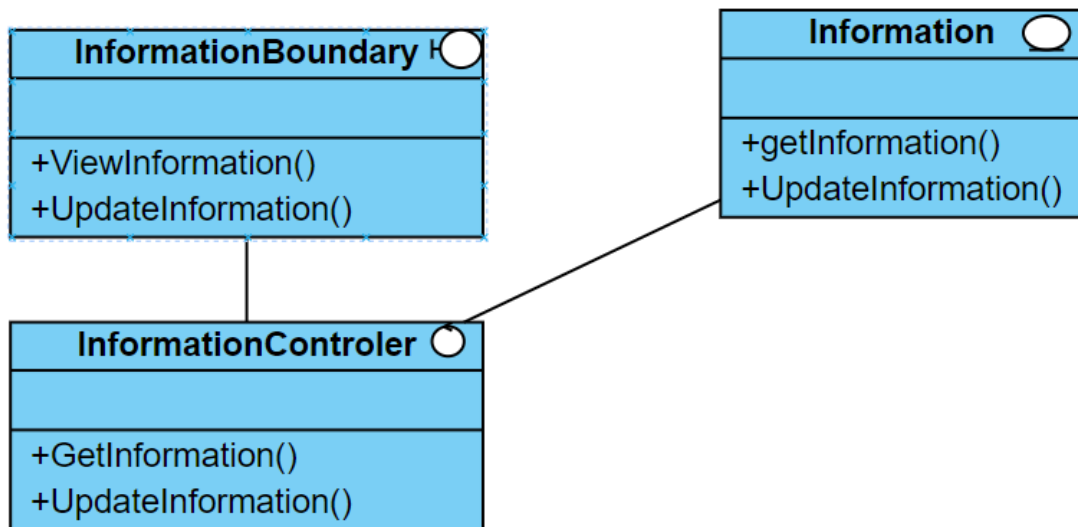 InformationBoundary
+ViewInformation()
+UpdateInformation()
Information
+getInformation()
+UpdateInformation()
InformationControler
+GetInformation()
+UpdateInformation()